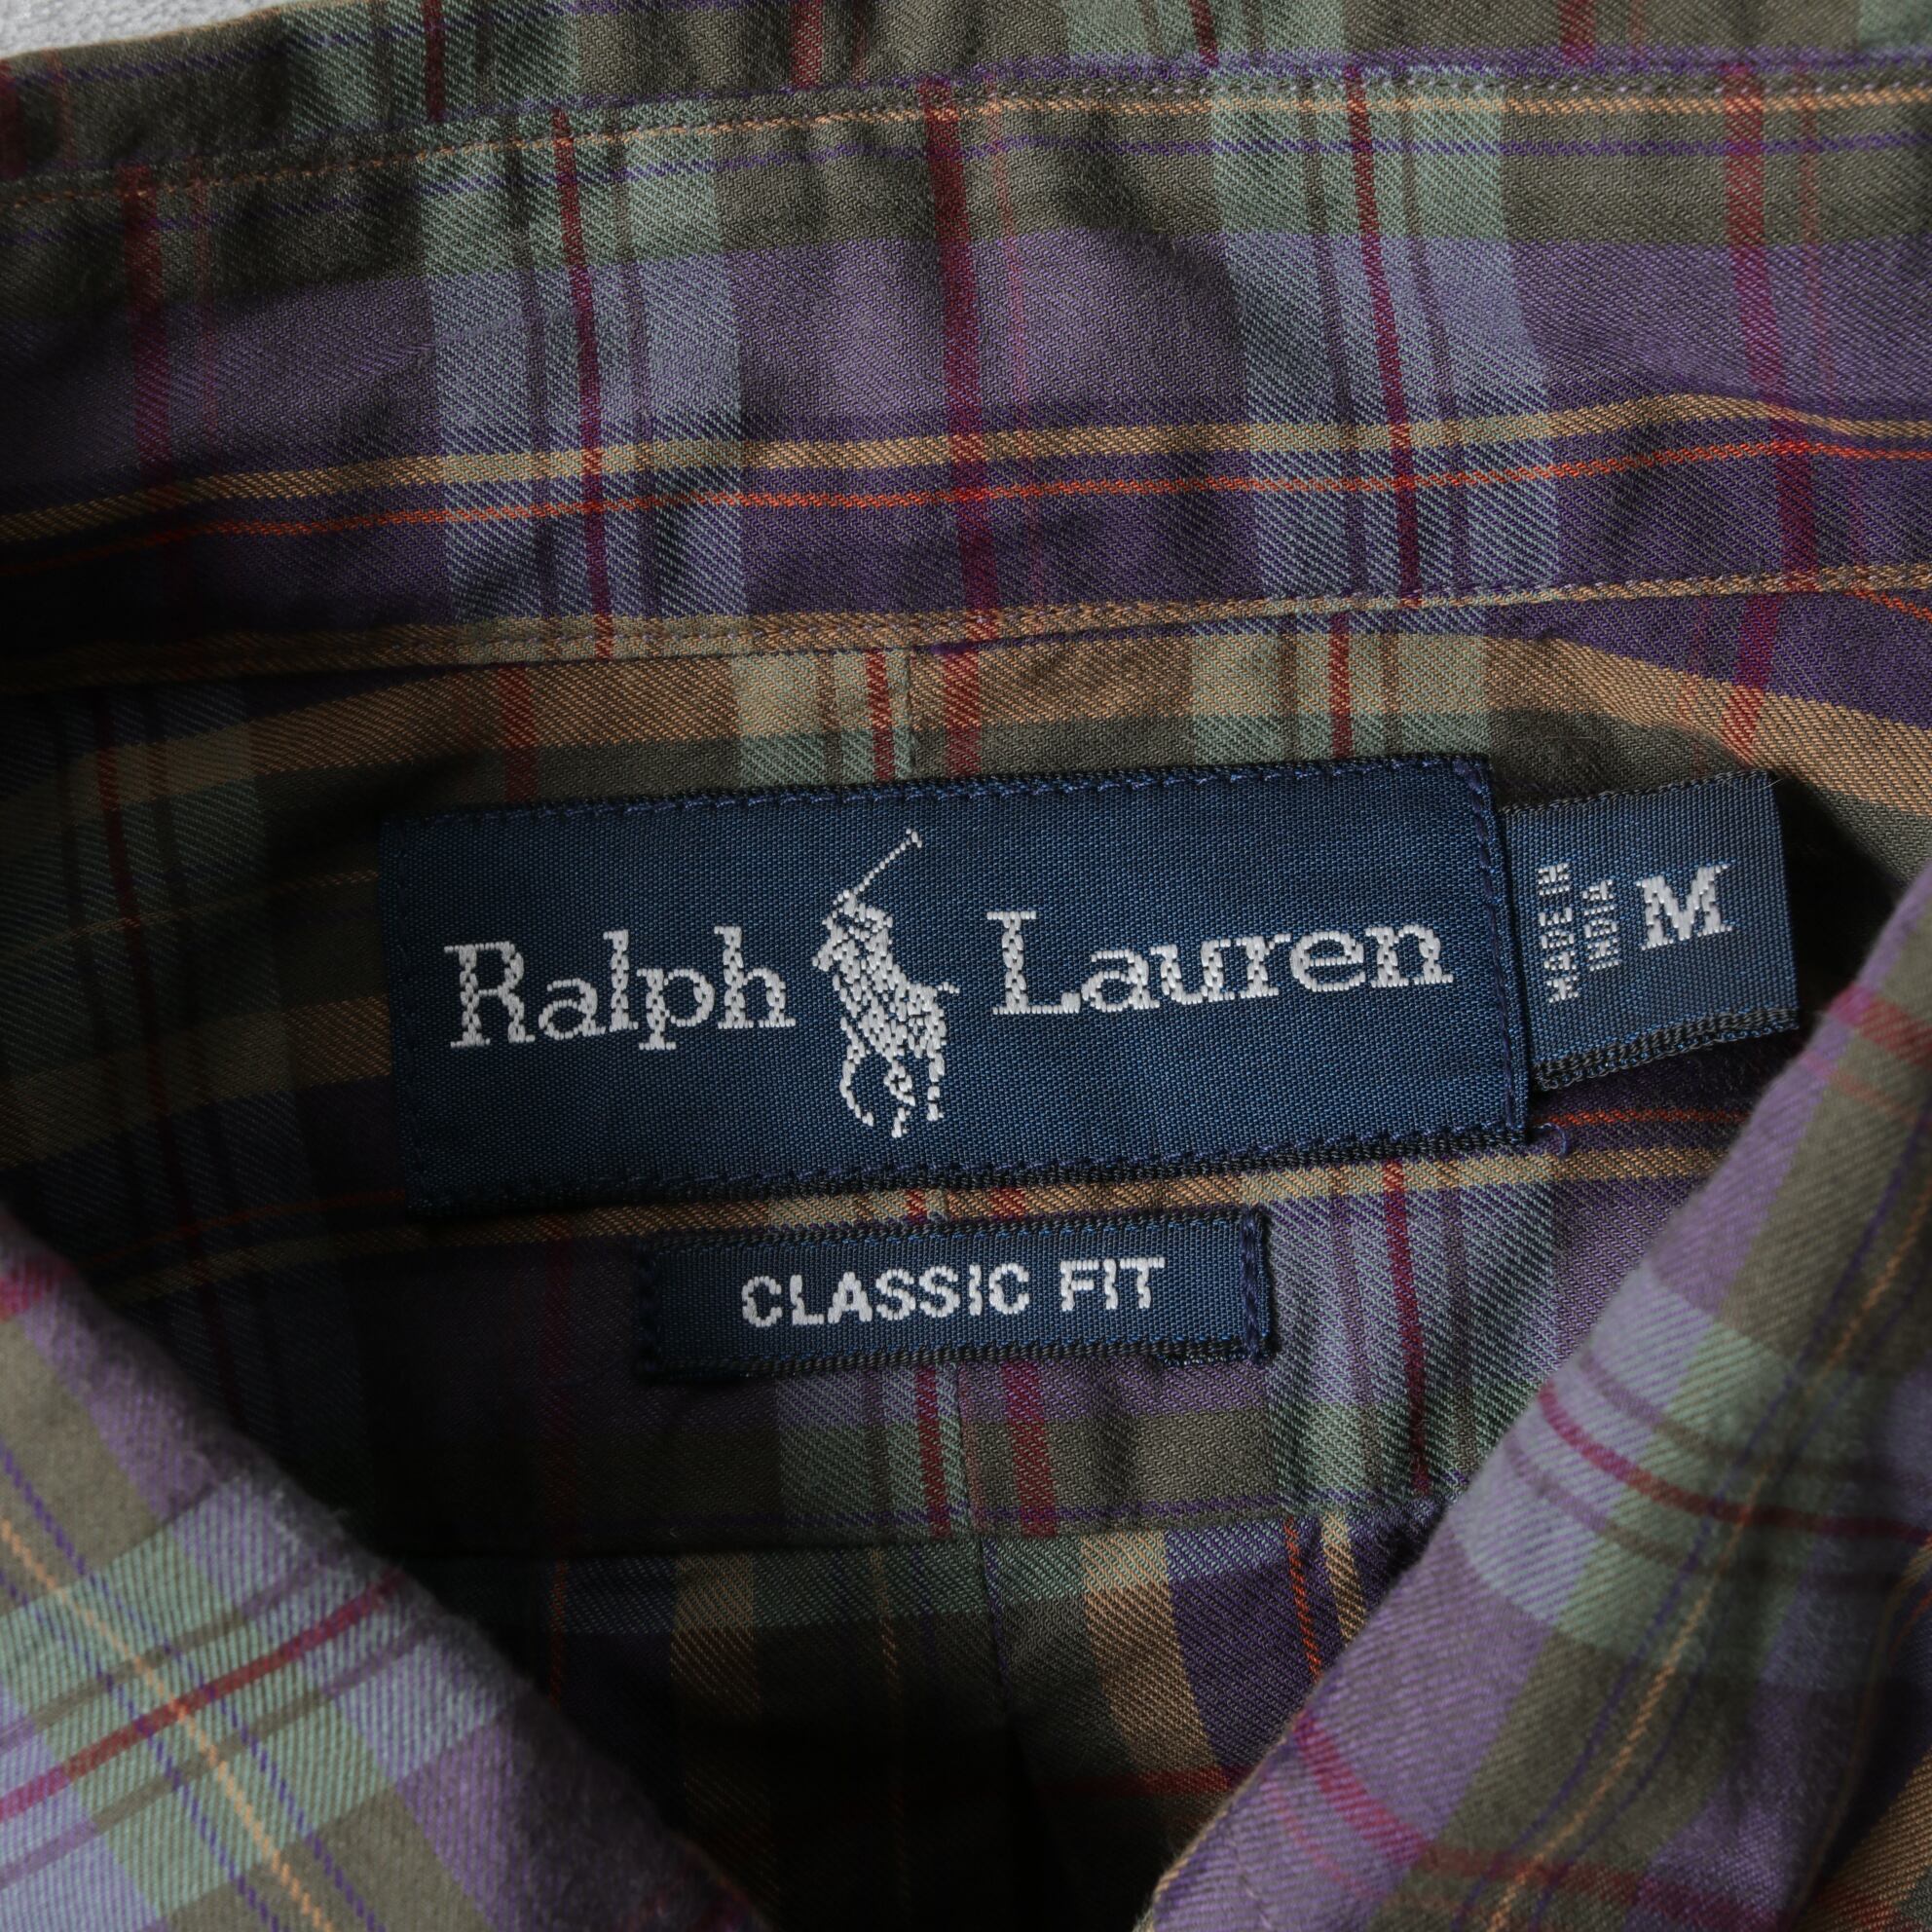 Ralph Lauren
MADE IN
INDIA
M
CLASSIC FIT